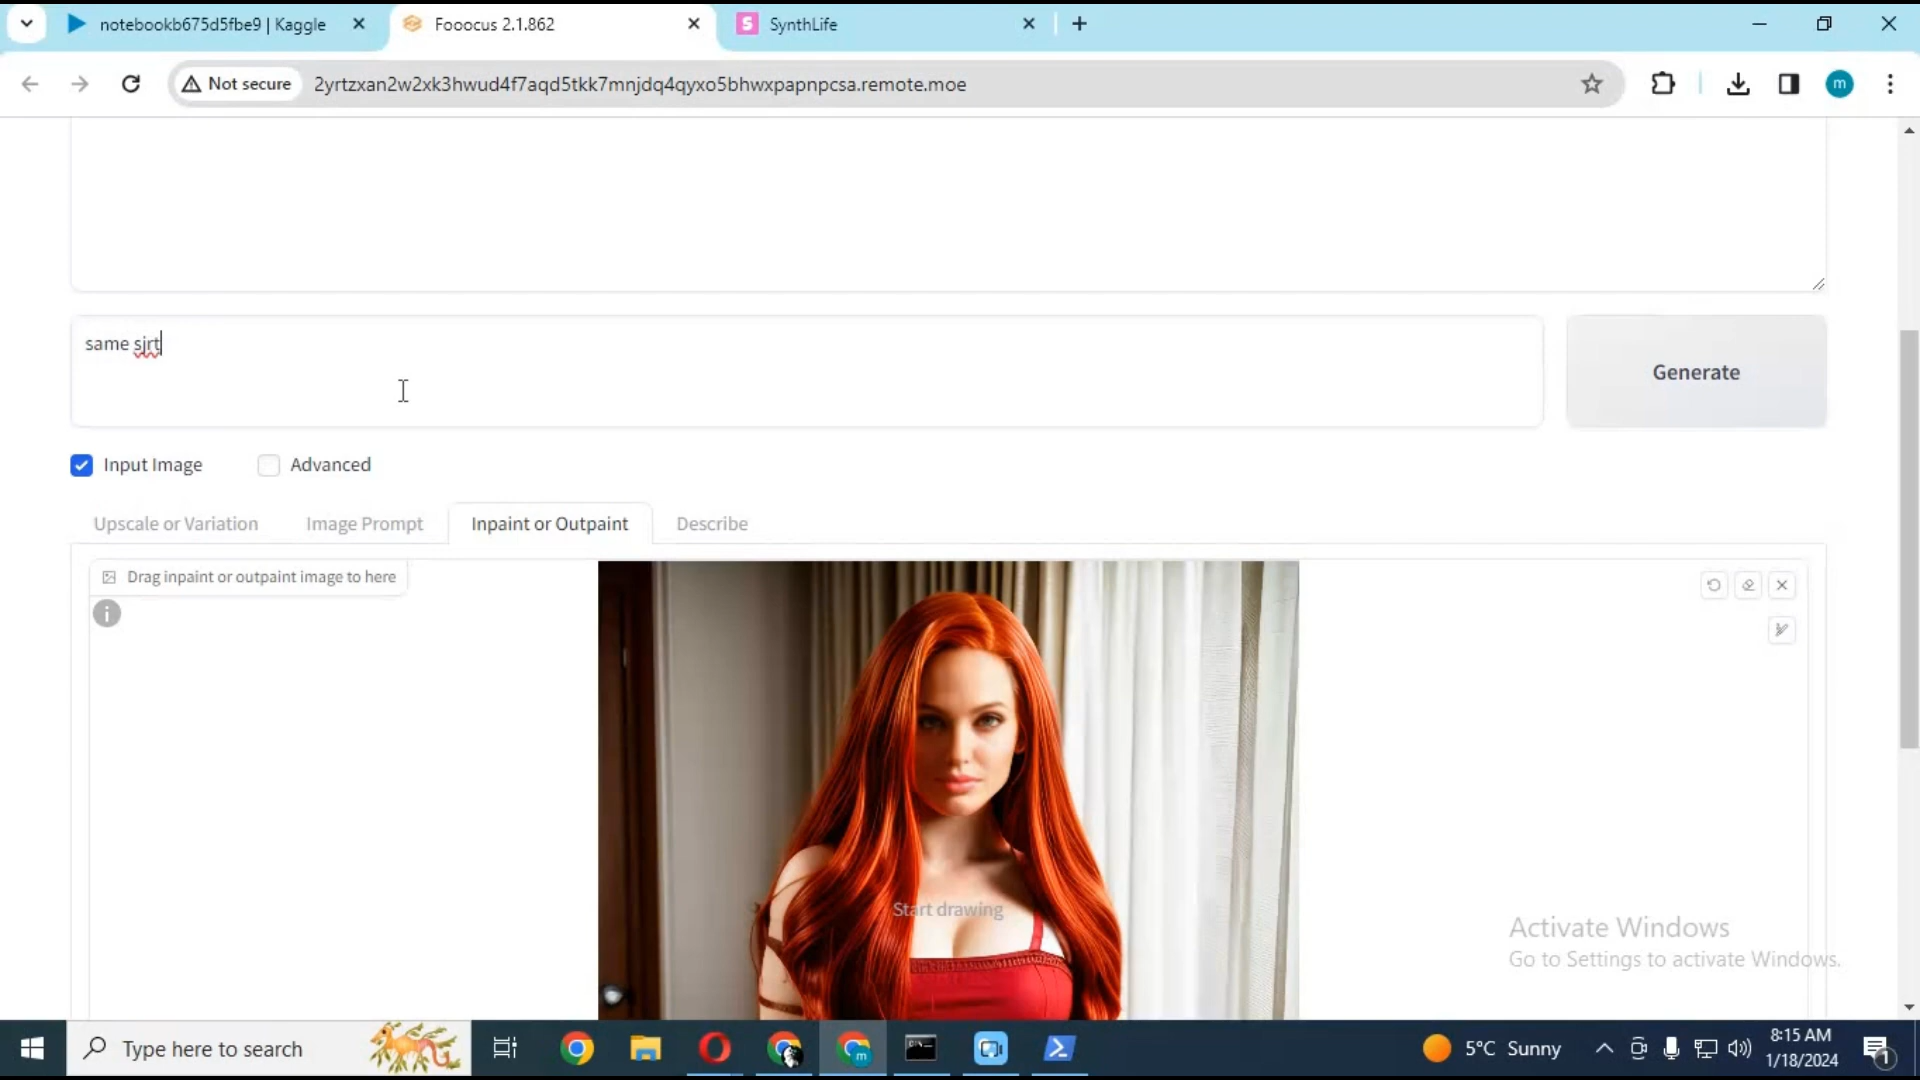 notebookb675d5fbe9 | Kaggle
Fooocus 2.1.862
S SynthLife
Not secure 2yrtzxan2w2xk3hwud4f7aqd5tkk7mnjdq4qyxo5bhwxpapnpcsa.remote.moe
m
same sjrt
Generate
Input Image
Advanced
Upscale or Variation
Image Prompt
Inpaint or Outpaint
Describe
Drag inpaint or outpaint image to here
i
Start drawing
Activate Windows
Go to Settings to activate Windows.
Type here to search
m
5°C Sunny
8:15 AM
1/18/2024
1